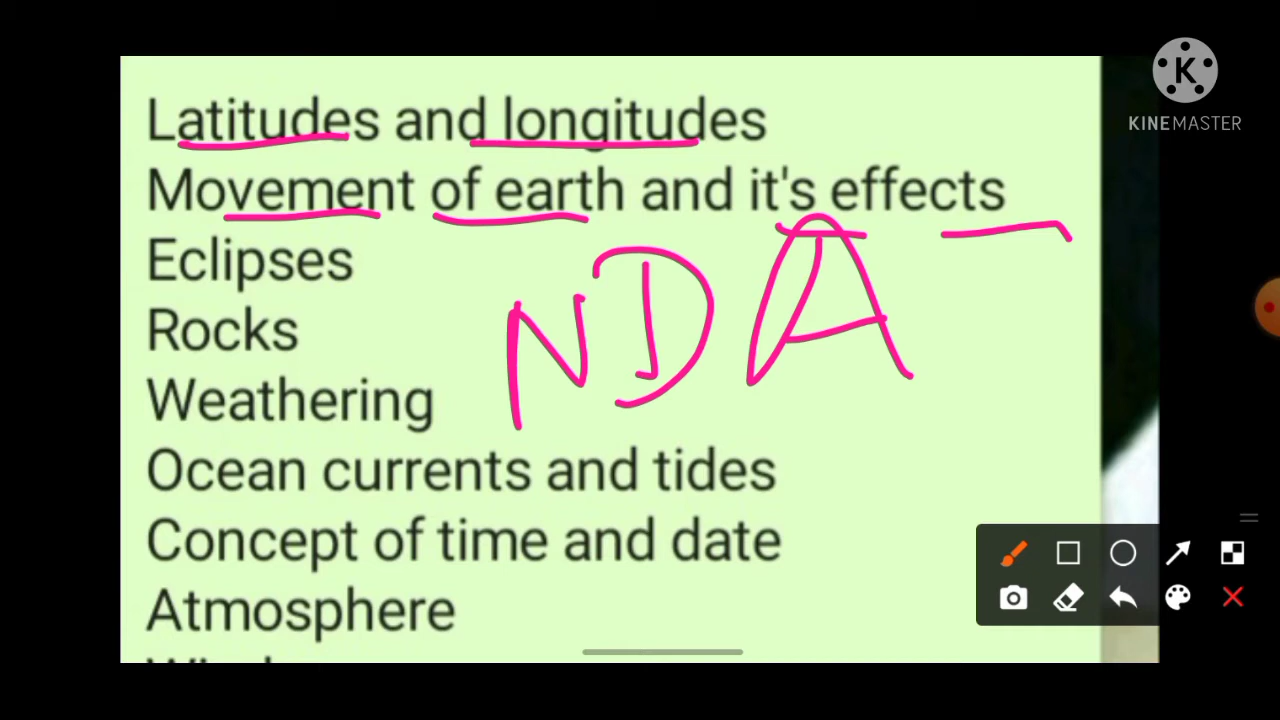 KINEMASTER
Latitudes and longitudes
Movement of earth and it's effects
Eclipses
Rocks
NDA
Weathering
Ocean currents and tides
Concept of time and date
Atmosphere